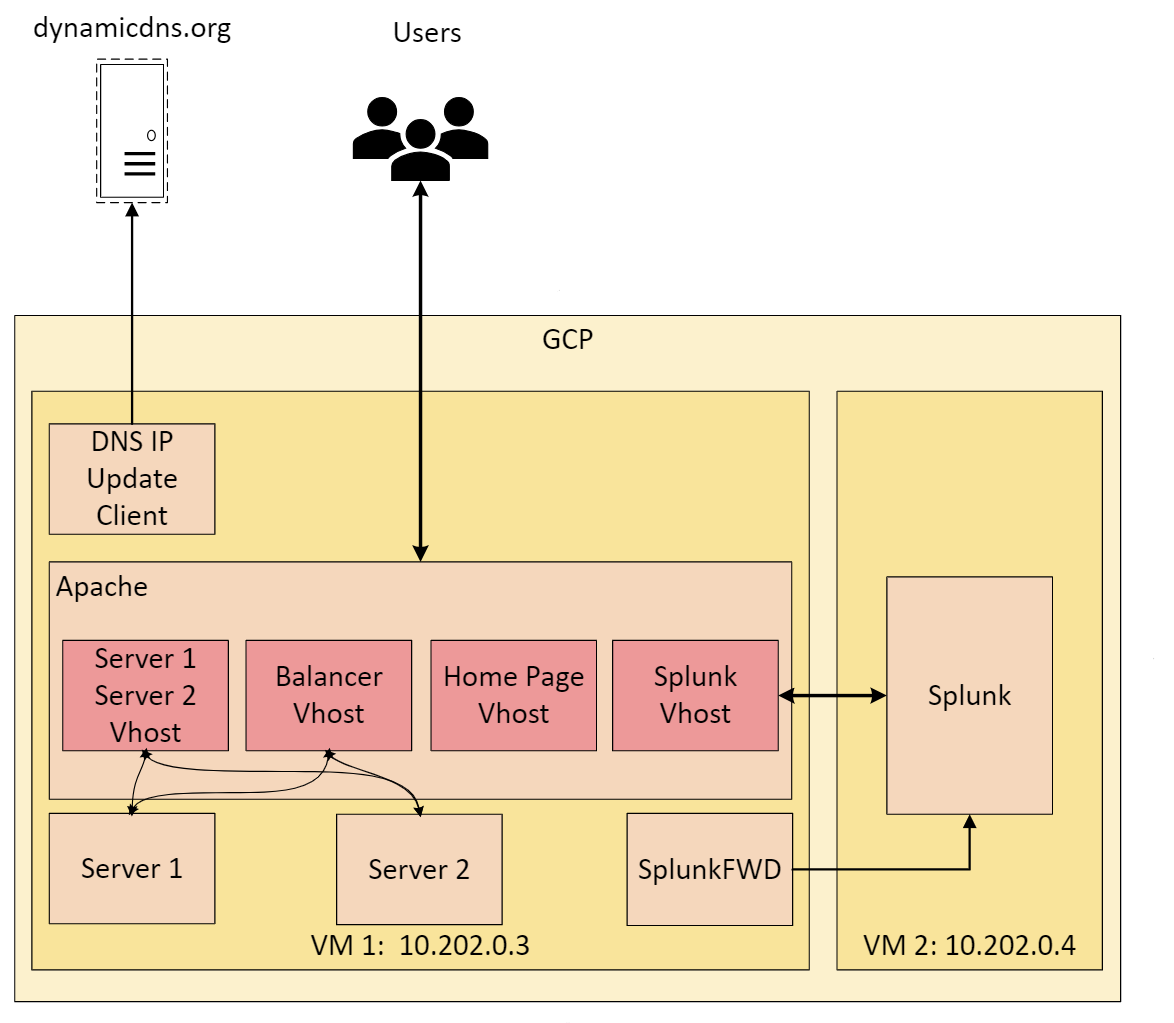 dynamicdns.org
Users
GCP
DNS IP
Update
Client
Apache
Server 1
Server 2
Vhost
Balancer
Vhost
Home Page
Vhost
Splunk
Vhost
Splunk
Server 1
Server 2
SplunkFWD
VM 1:  10.202.0.3
VM 2: 10.202.0.4